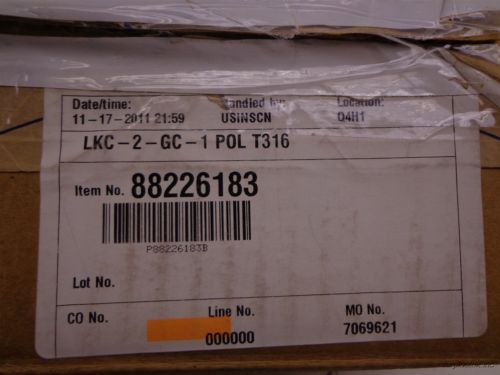 Date/time: Handled by: Location:
11-17-2011 21:59 USINSCN 04H1
LKC-2-GC-1 POL T316
Item No. 88226183
P88226183B
Lot No.
CO No. Line No. MO No.
000000 7069621